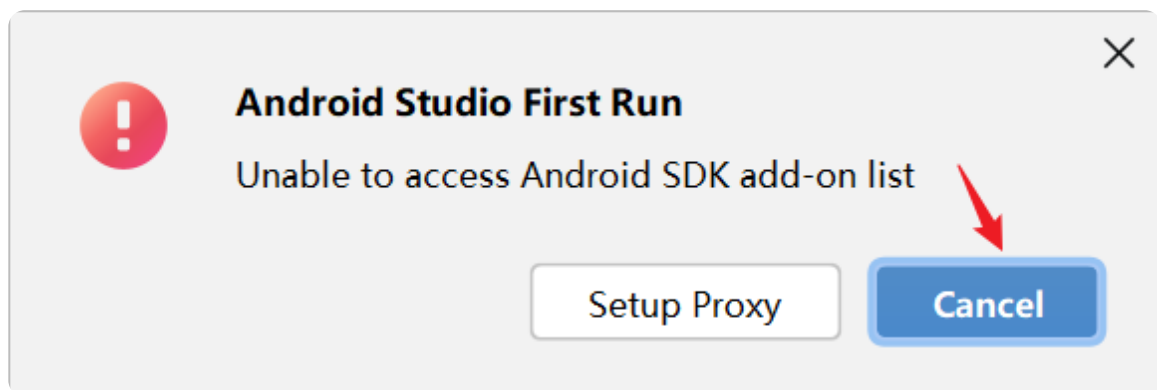 Android Studio First Run
Unable to access Android SDK add-on list
Setup Proxy
Cancel